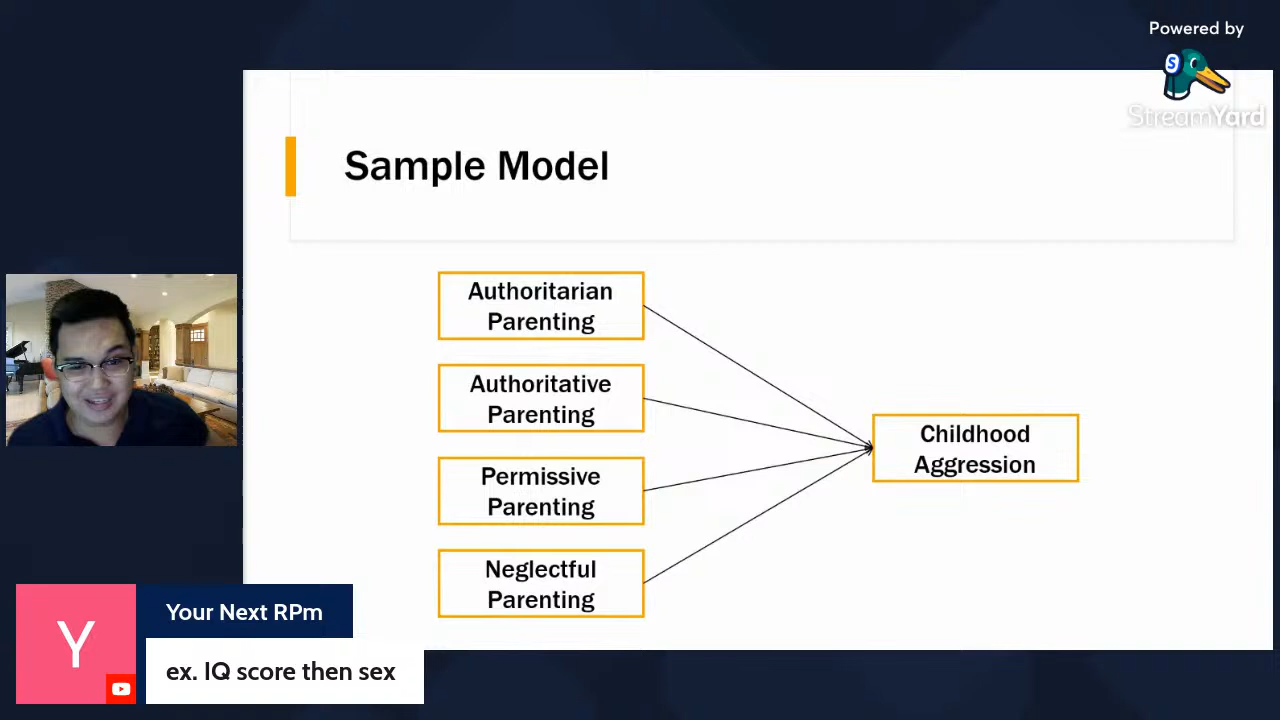 Powered by
S
StreamYard
Sample Model
Authoritarian
Parenting
Authoritative
Parenting
Permissive
Parenting
Neglectful
Parenting
Childhood
Aggression
Y
Your Next RPm
ex. IQ score then sex